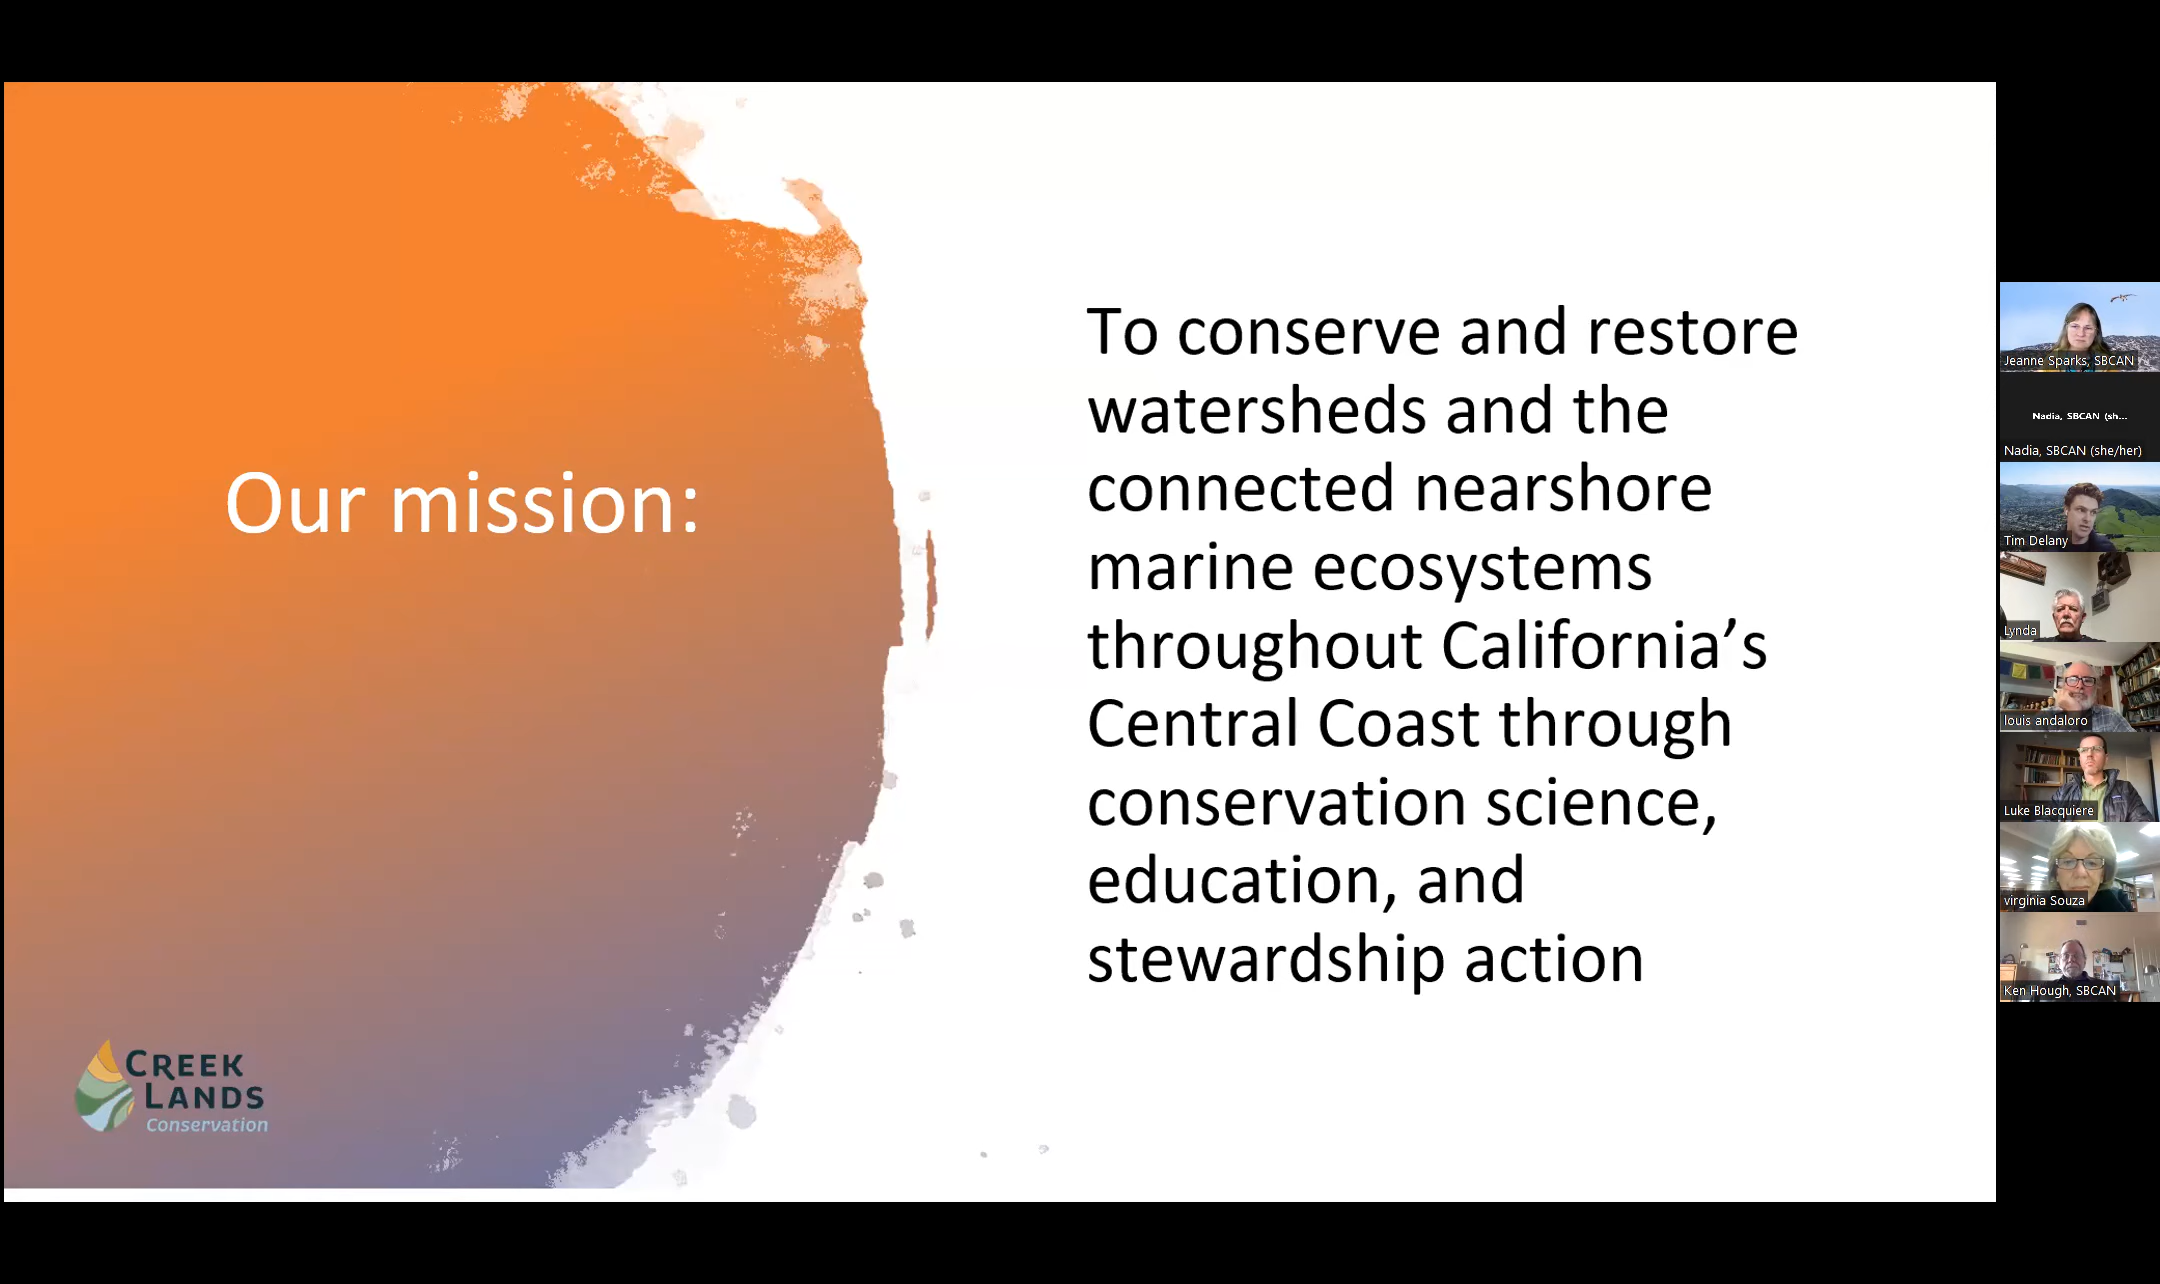 Our mission:
To conserve and restore
watersheds and the
connected nearshore
marine ecosystems
throughout California’s
Central Coast through
conservation science,
education, and
stewardship action
CREEK
LANDS
Conservation
Jeanne Sparks, SBCAN
Nadia, SBCAN (sh...
Nadia, SBCAN (she/her)
Tim Delany
Lynda
louis andaloro
Luke Blacquiere
virginia Souza
Ken Hough, SBCAN